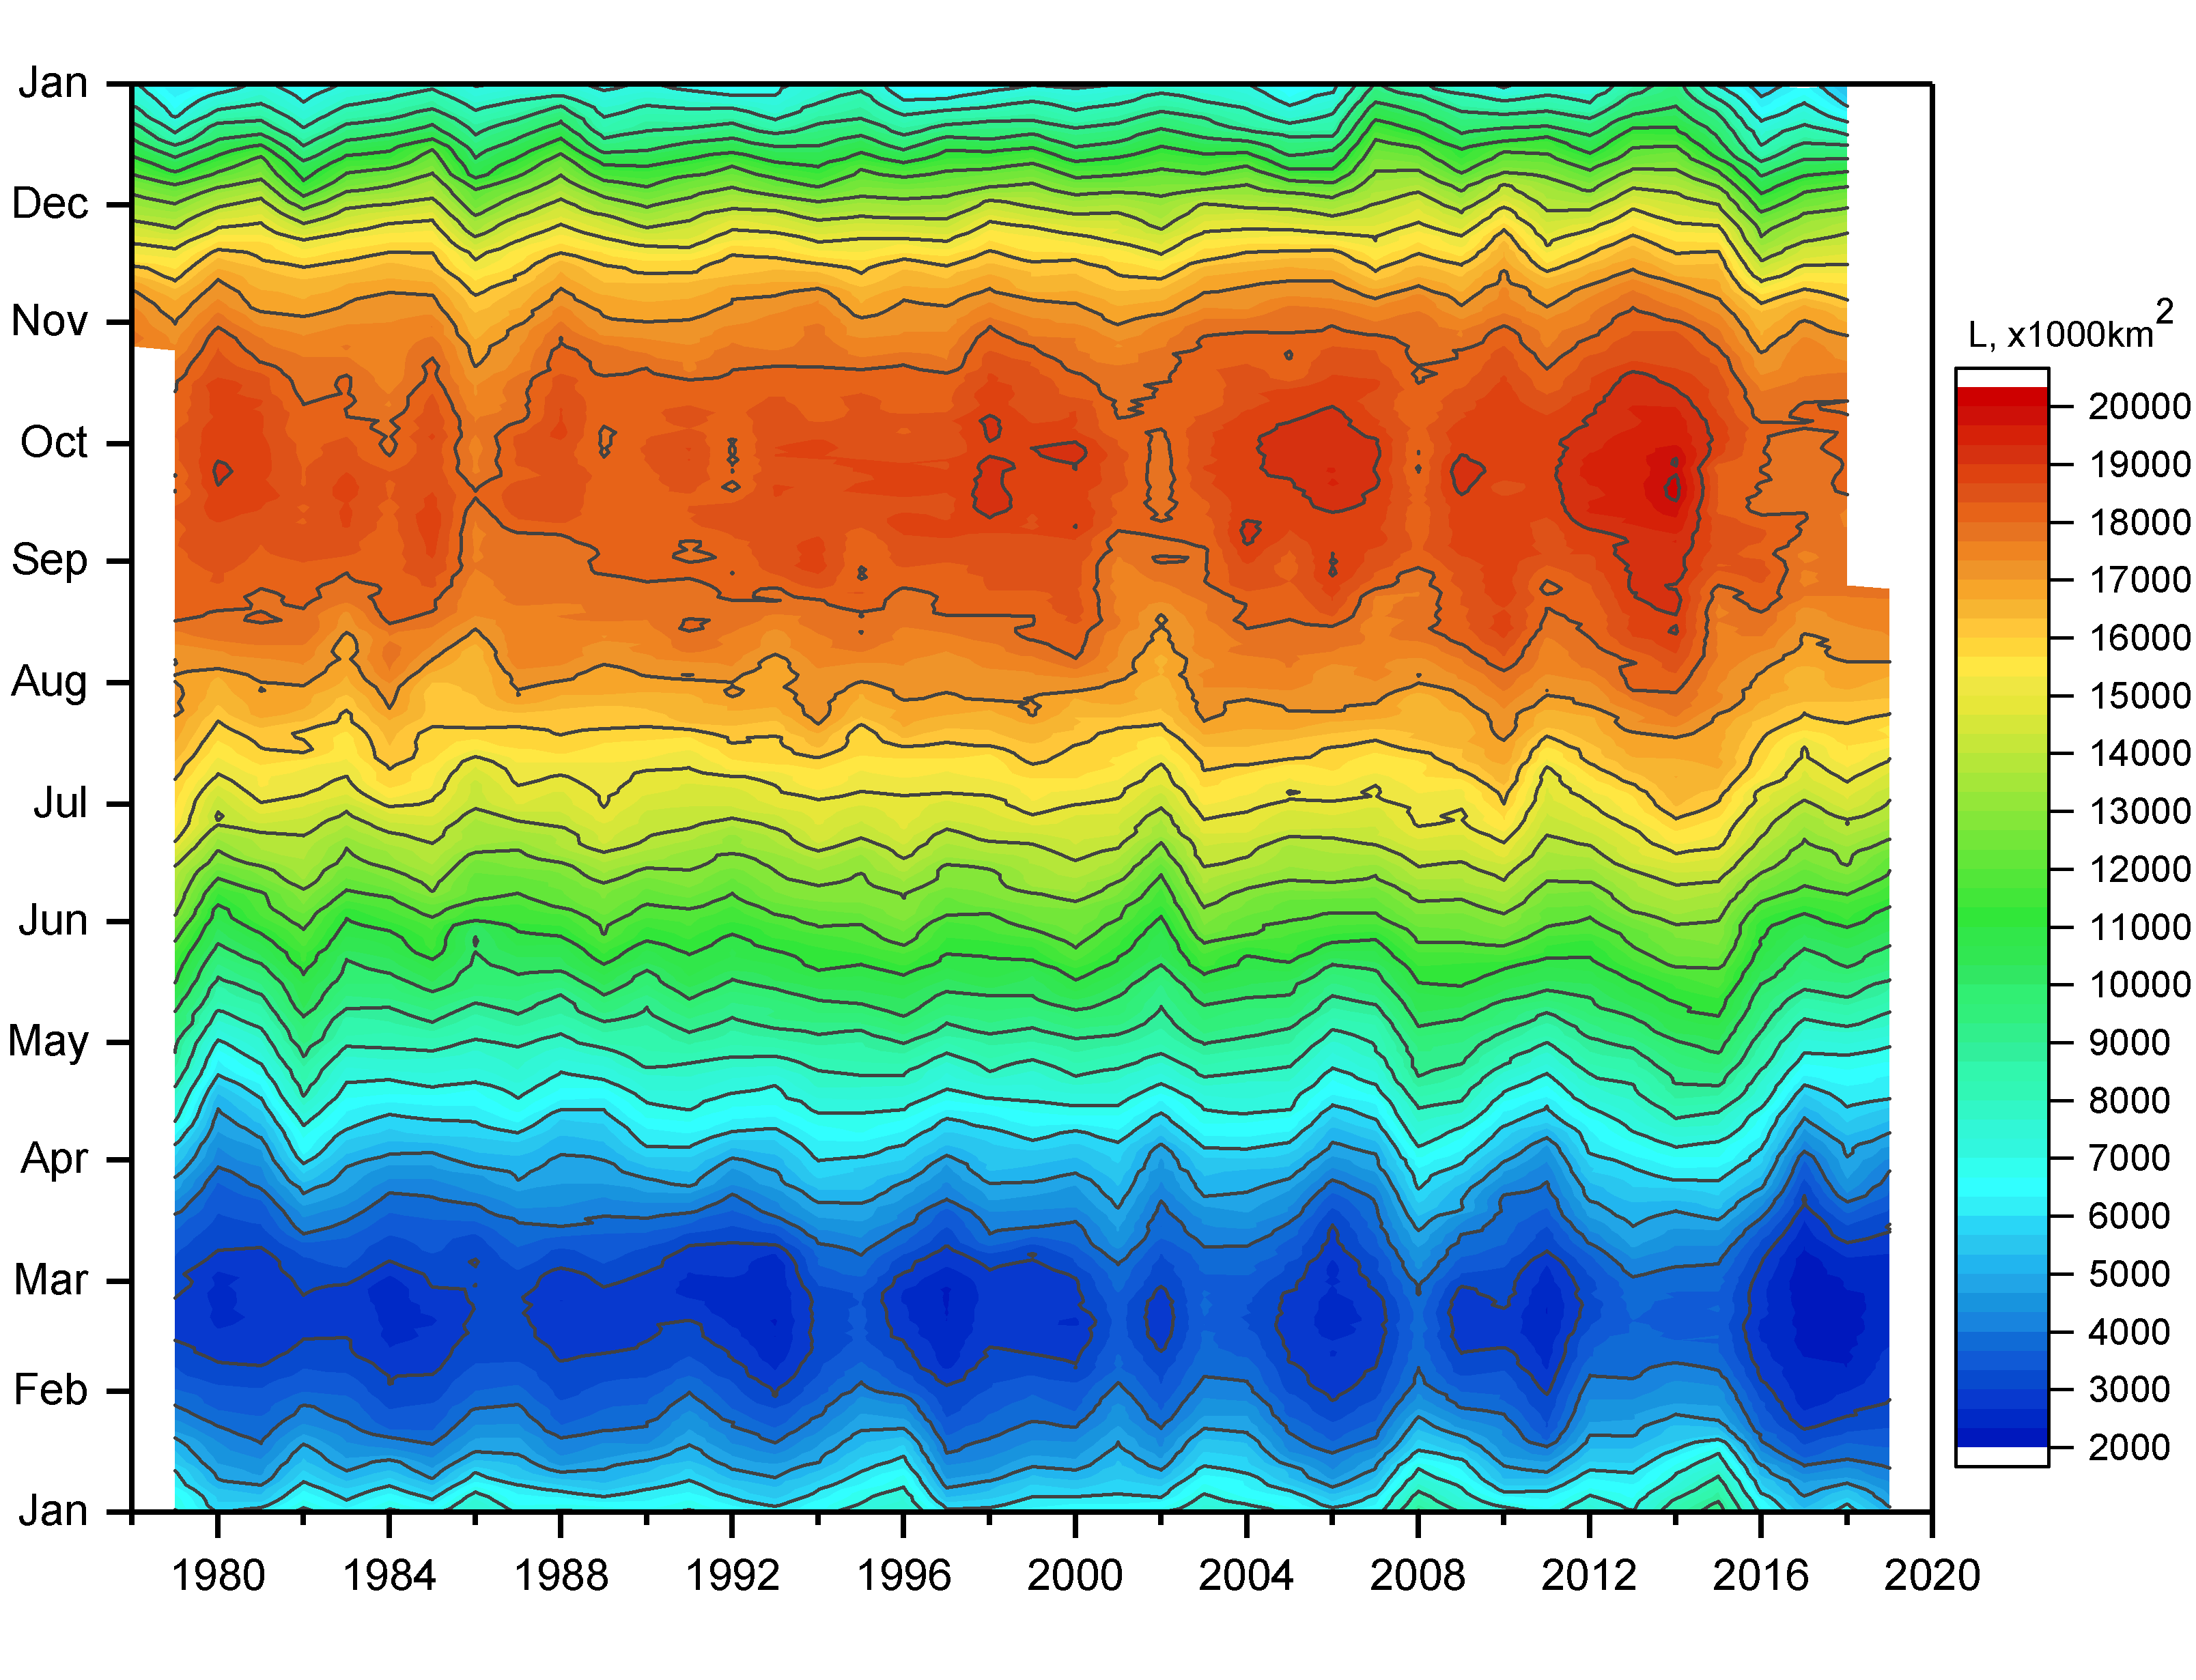 Jan
Dec
Nov
Oct
Sep
Aug
Jul
Jun
May
Apr
Mar
Feb
Jan
1980 1984 1988 1992 1996 2000 2004 2008 2012 2016 2020
L, x1000km²
20000
19000
18000
17000
16000
15000
14000
13000
12000
11000
10000
9000
8000
7000
6000
5000
4000
3000
2000